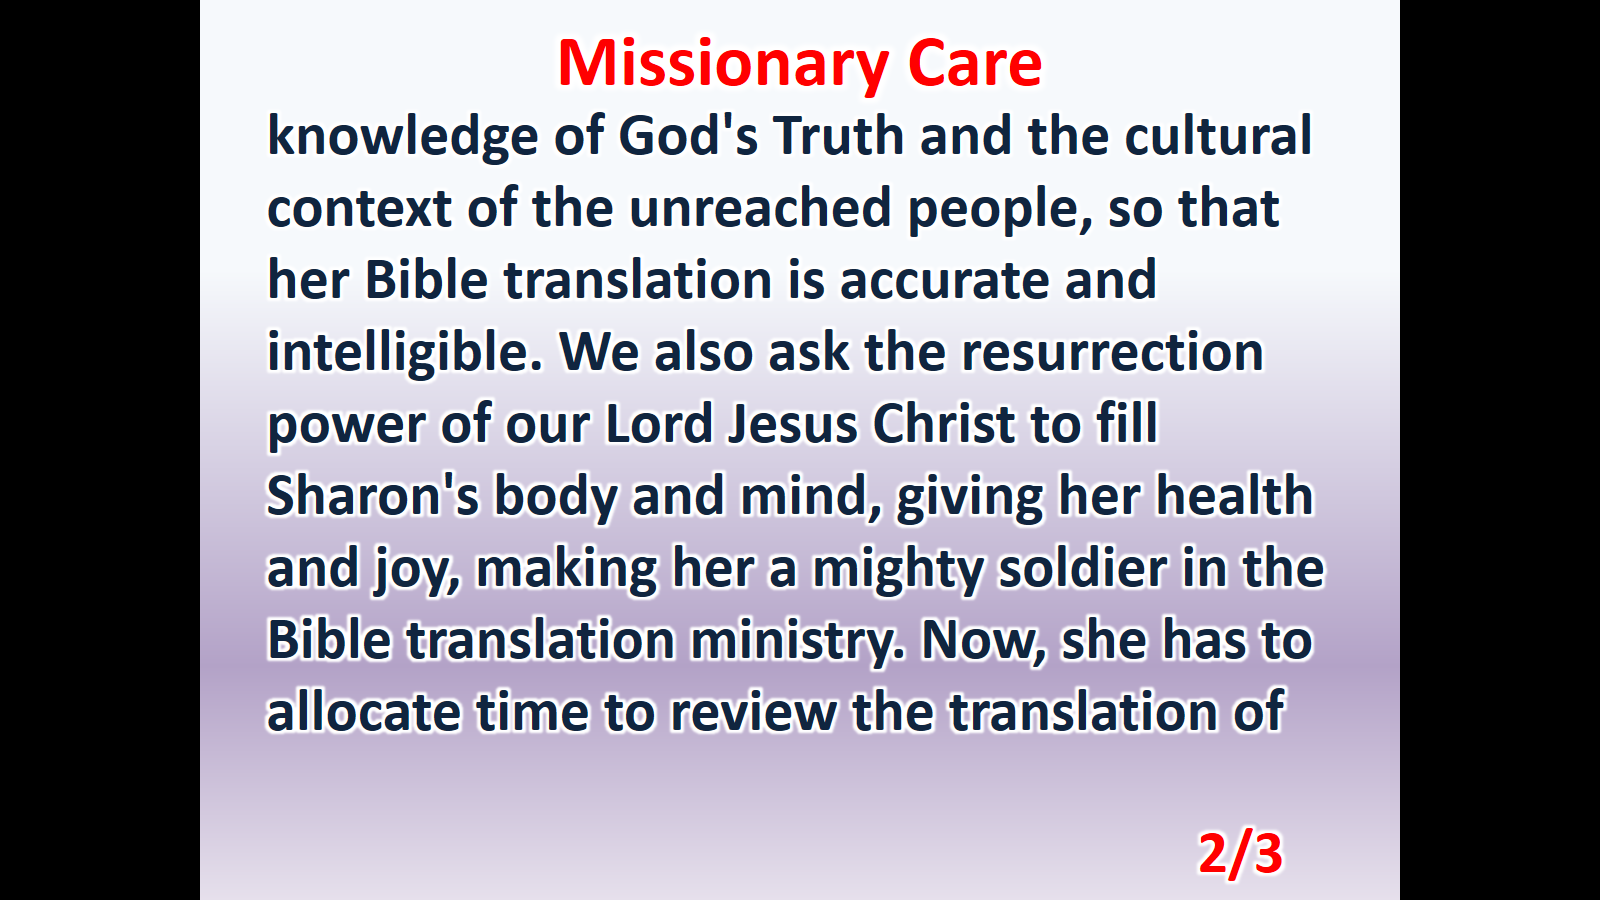 Missionary Care
knowledge of God's Truth and the cultural
context of the unreached people, so that
her Bible translation is accurate and
intelligible. We also ask the resurrection
power of our Lord Jesus Christ to fill
Sharon's body and mind, giving her health
and joy, making her a mighty soldier in the
Bible translation ministry. Now, she has to
allocate time to review the translation of
2/3